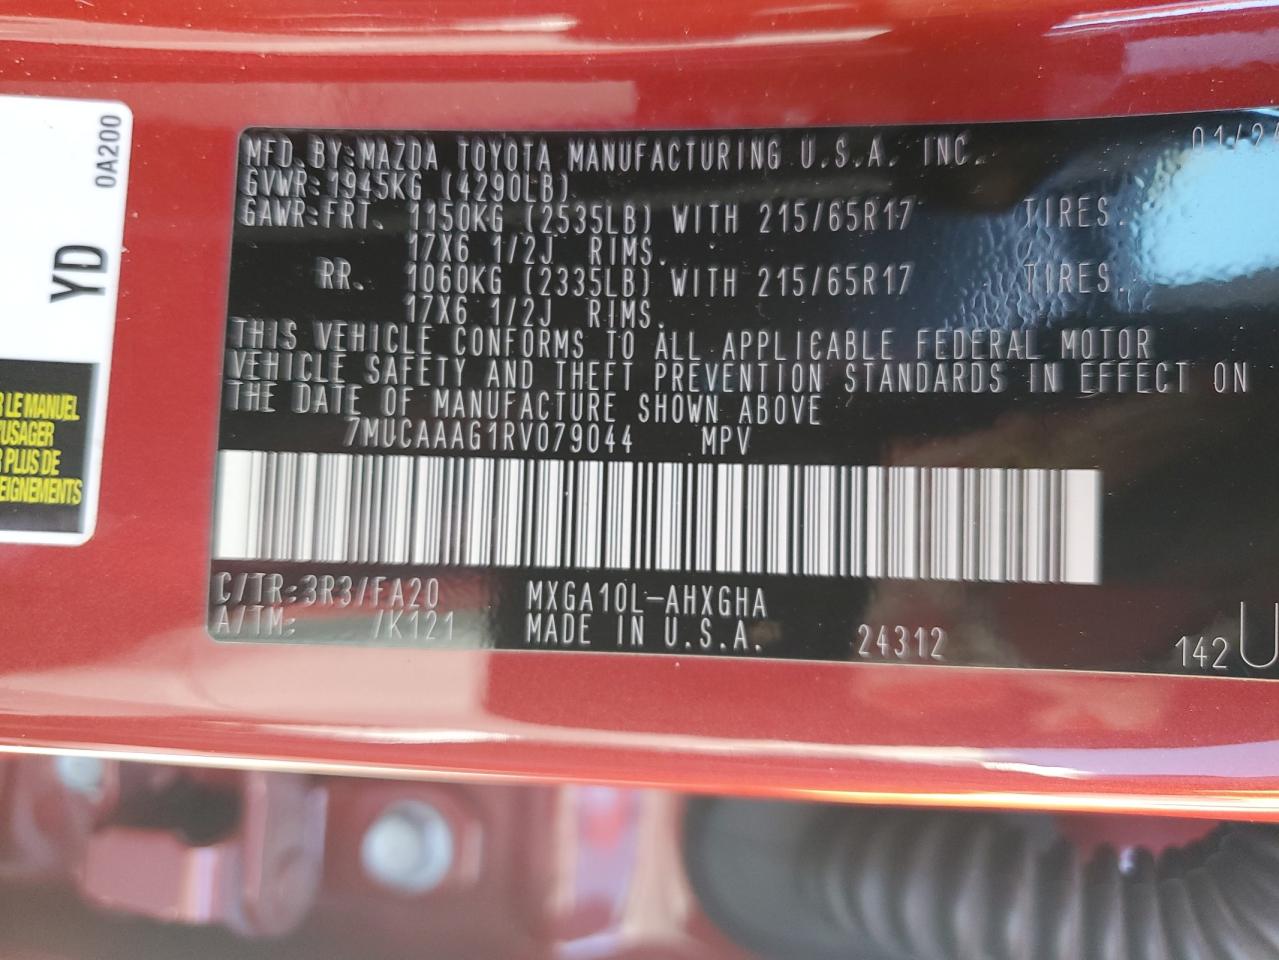 0A200
YD
LE MANUEL
USAGER
PLUS DE
EIGNEMENTS
MFD. BY: MAZDA TOYOTA MANUFACTURING U.S.A. INC. 01/2
GVWR: 1945KG (4290LB).
GAWR: FRT. 1150KG (2535LB) WITH 215/65R17 TIRES.
17X6 1/2J RIMS.
RR. 1060KG (2335LB) WITH 215/65R17 TIRES.
17X6 1/2J RIMS.
THIS VEHICLE CONFORMS TO ALL APPLICABLE FEDERAL MOTOR
VEHICLE SAFETY AND THEFT PREVENTION STANDARDS IN EFFECT ON
THE DATE OF MANUFACTURE SHOWN ABOVE
7MUCAAAG1RV079044 MPV
C/TR: 3R3/FA20 MXGA10L-AHXGHA
A/TM: /K121 MADE IN U.S.A. 24312 142 U